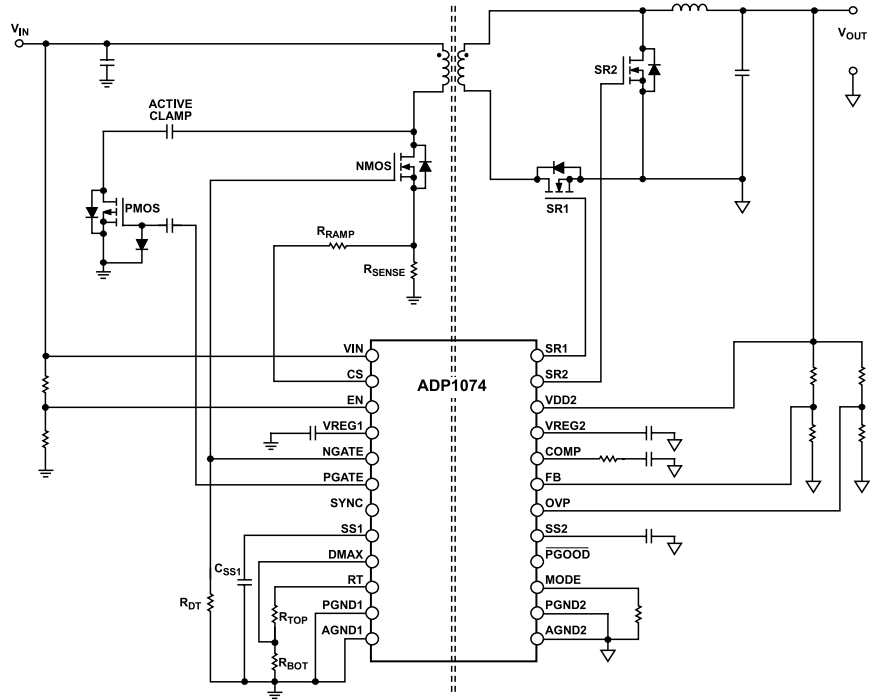 VIN
VOUT
SR2
ACTIVE
CLAMP
NMOS
PMOS
SR1
RRAMP
RSENSE
ADP1074
VIN
CS
EN
VREG1
NGATE
PGATE
SYNC
SS1
DMAX
RT
PGND1
AGND1
SR1
SR2
VDD2
VREG2
COMP
FB
OVP
SS2
PGOOD
MODE
PGND2
AGND2
CSS1
RDT
RTOP
RBOT